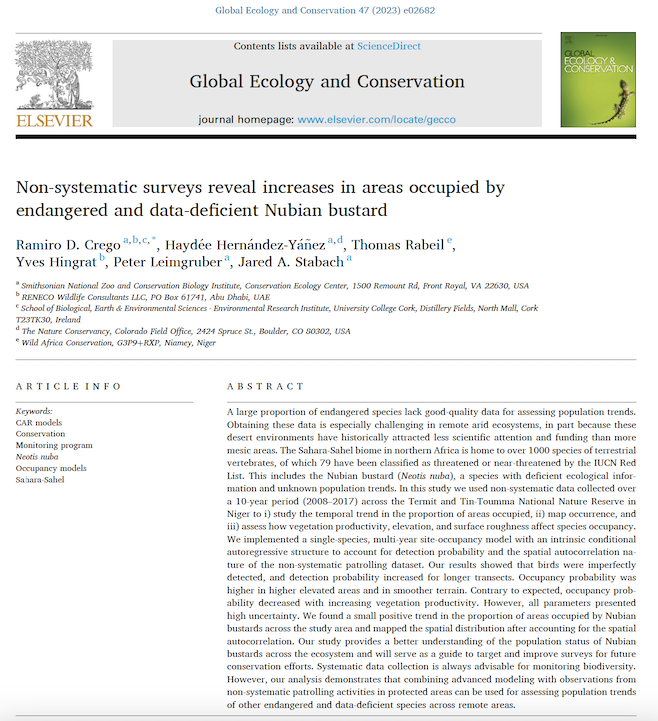 Global Ecology and Conservation 47 (2023) e02682
Contents lists available at ScienceDirect
Global Ecology and Conservation
journal homepage: www.elsevier.com/locate/gecco
ELSEVIER
GLOBAL
ECOLOGY &
CONSERVATION
Non-systematic surveys reveal increases in areas occupied by
endangered and data-deficient Nubian bustard
Ramiro D. Crego a,b,c,*, Haydée Hernández-Yáñez a,d, Thomas Rabeil e,
Yves Hingrat b, Peter Leimgruber a, Jared A. Stabach a
a Smithsonian National Zoo and Conservation Biology Institute, Conservation Ecology Center, 1500 Remount Rd, Front Royal, VA 22630, USA
b RENECO Wildlife Consultants LLC, PO Box 61741, Abu Dhabi, UAE
c School of Biological, Earth & Environmental Sciences - Environmental Research Institute, University College Cork, Distillery Fields, North Mall, Cork
T23TK30, Ireland
d The Nature Conservancy, Colorado Field Office, 2424 Spruce St., Boulder, CO 80302, USA
e Wild Africa Conservation, G3P9+RXP, Niamey, Niger
ARTICLE INFO
Keywords:
CAR models
Conservation
Monitoring program
Neotis nuba
Occupancy models
Sahara-Sahel
ABSTRACT
A large proportion of endangered species lack good-quality data for assessing population trends.
Obtaining these data is especially challenging in remote arid ecosystems, in part because these
desert environments have historically attracted less scientific attention and funding than more
mesic areas. The Sahara-Sahel biome in northern Africa is home to over 1000 species of terrestrial
vertebrates, of which 79 have been classified as threatened or near-threatened by the IUCN Red
List. This includes the Nubian bustard (Neotis nuba), a species with deficient ecological infor-
mation and unknown population trends. In this study we used non-systematic data collected over
a 10-year period (2008–2017) across the Termit and Tin-Toumma National Nature Reserve in
Niger to i) study the temporal trend in the proportion of areas occupied, ii) map occurrence, and
iii) assess how vegetation productivity, elevation, and surface roughness affect species occupancy.
We implemented a single-species, multi-year site-occupancy model with an intrinsic conditional
autoregressive structure to account for detection probability and the spatial autocorrelation na-
ture of the non-systematic patrolling dataset. Our results showed that birds were imperfectly
detected, and detection probability increased for longer transects. Occupancy probability was
higher in higher elevated areas and in smoother terrain. Contrary to expected, occupancy prob-
ability decreased with increasing vegetation productivity. However, all parameters presented
high uncertainty. We found a small positive trend in the proportion of areas occupied by Nubian
bustards across the study area and mapped the spatial distribution after accounting for the spatial
autocorrelation. Our study provides a better understanding of the population status of Nubian
bustards across the ecosystem and will serve as a guide to target and improve surveys for future
conservation efforts. Systematic data collection is always advisable for monitoring biodiversity.
However, our analysis demonstrates that combining advanced modeling with observations from
non-systematic patrolling activities in protected areas can be used for assessing population trends
of other endangered and data-deficient species across remote areas.